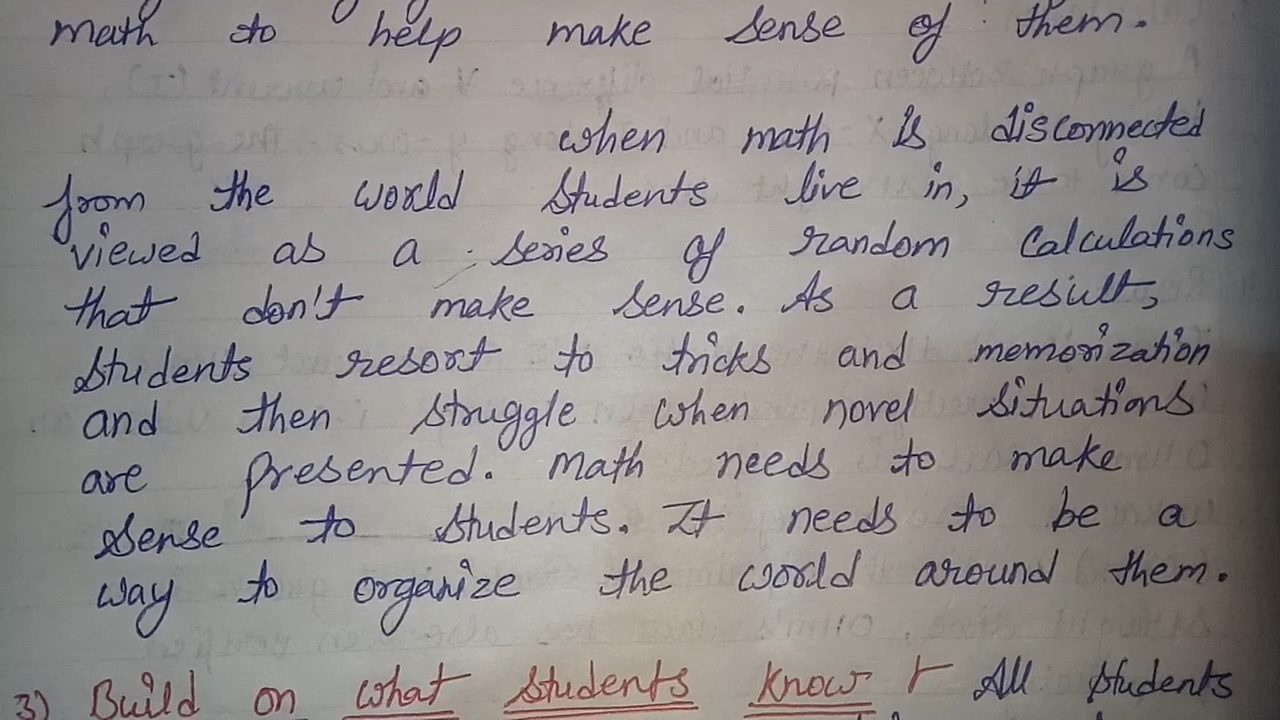 math to help make sense of them.
when math is disconnected
from the world students live in, it is
viewed as a series of random calculations
that don't make sense. As a result,
students resort to tricks and memorization
and then struggle when novel situations
are presented. Math needs to make
sense to students. It needs to be a
way to organize the world around them.
3) Build on what students know All students